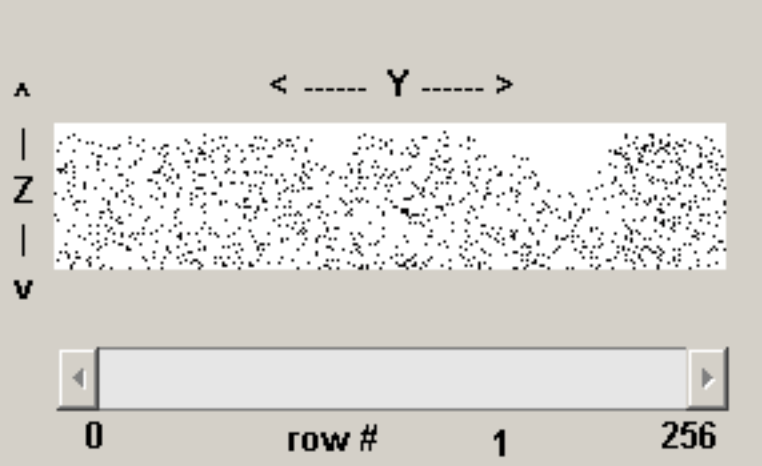 < ------ Y ------ >
^
|
Z
|
v
0 row # 1 256